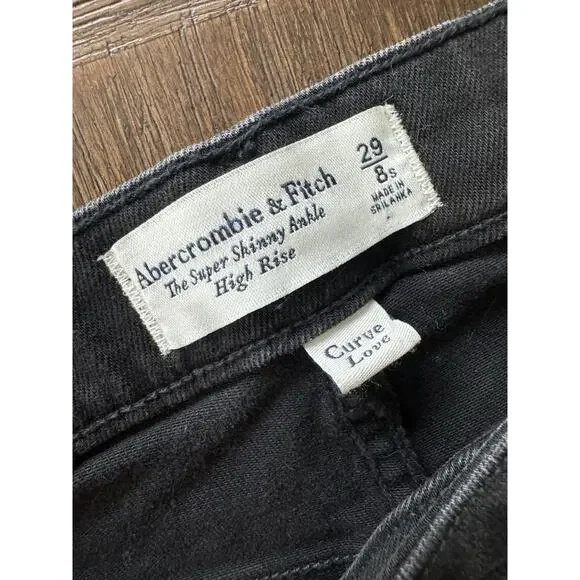 Abercrombie & Fitch
The Super Skinny Ankle
High Rise
29
8S
MADE IN
SRI LANKA
Curve
Love